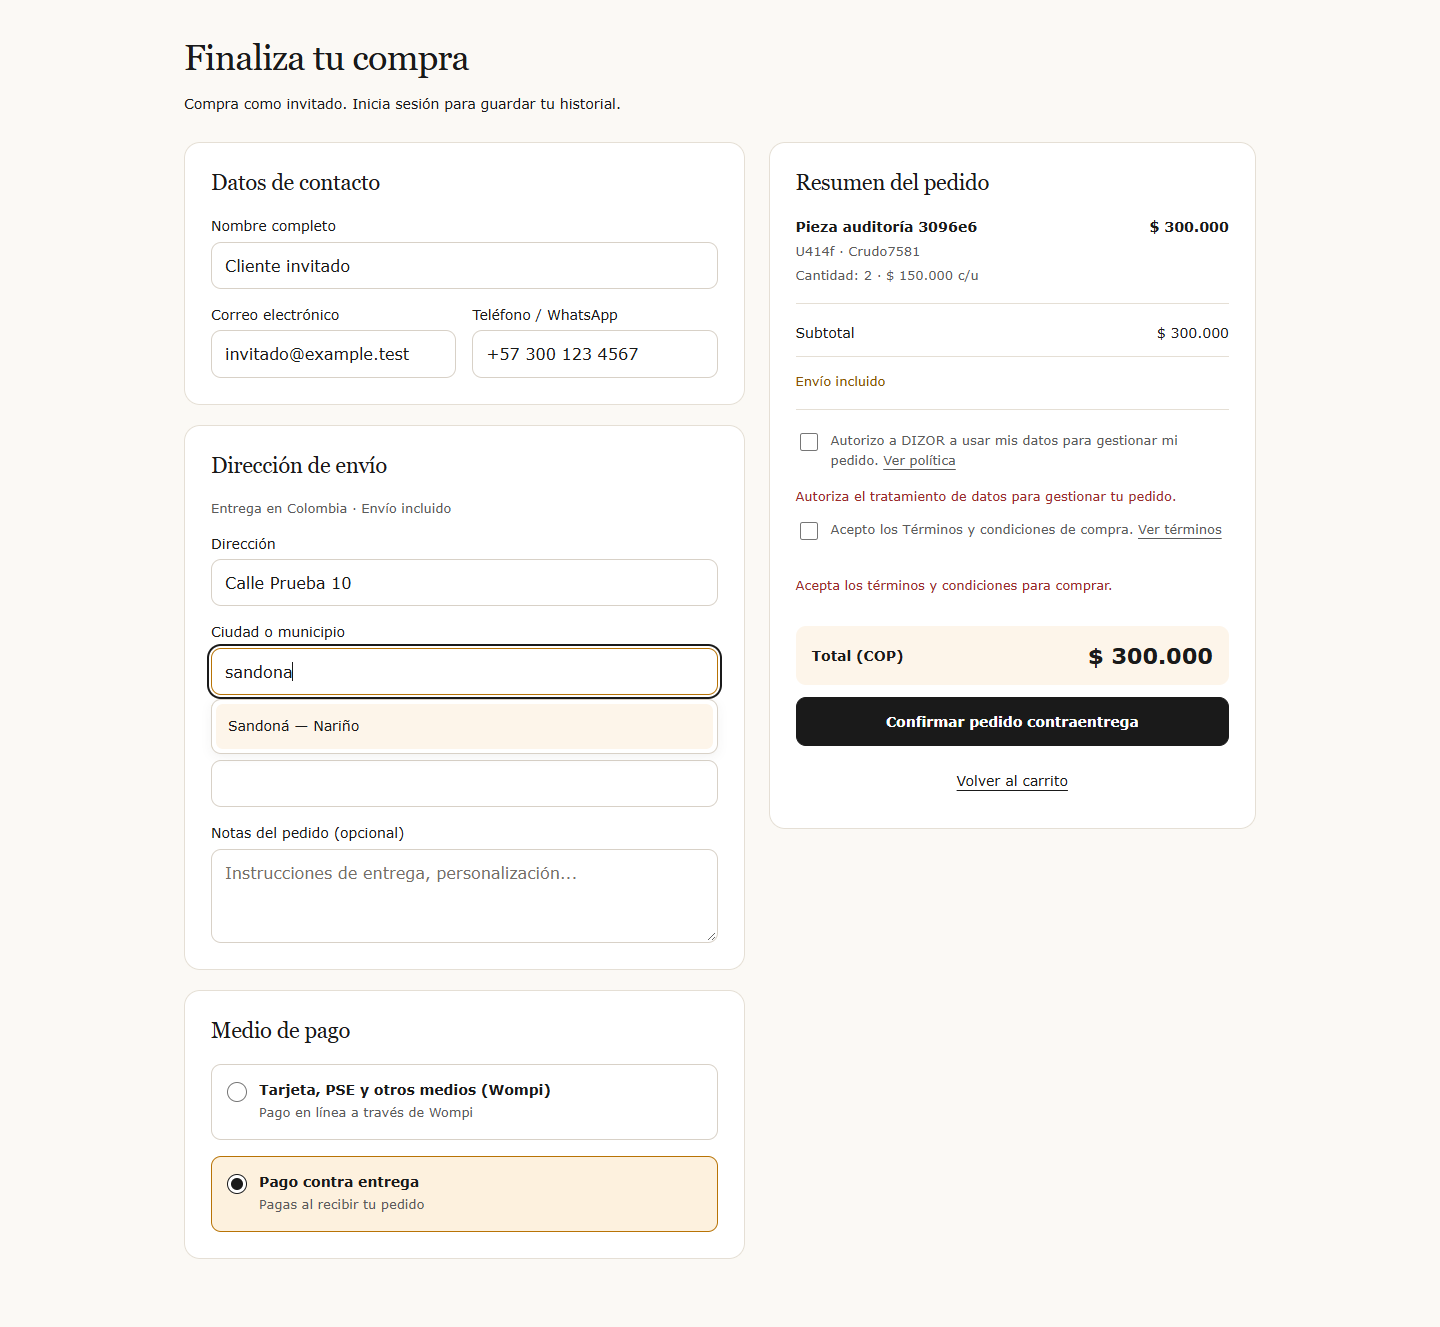 Finaliza tu compra
Compra como invitado. Inicia sesión para guardar tu historial.
Datos de contacto
Nombre completo
Cliente invitado
Correo electrónico
Teléfono / WhatsApp
invitado@example.test
+57 300 123 4567
Dirección de envío
Entrega en Colombia · Envío incluido
Dirección
Calle Prueba 10
Ciudad o municipio
sandona
Sandoná — Nariño
Notas del pedido (opcional)
Instrucciones de entrega, personalización...
Medio de pago
Tarjeta, PSE y otros medios (Wompi)
Pago en línea a través de Wompi
Pago contra entrega
Pagas al recibir tu pedido
Resumen del pedido
Pieza auditoría 3096e6 $ 300.000
U414f · Crudo7581
Cantidad: 2 · $ 150.000 c/u
Subtotal $ 300.000
Envío incluido
Autorizo a DIZOR a usar mis datos para gestionar mi
pedido. Ver política
Autoriza el tratamiento de datos para gestionar tu pedido.
Acepto los Términos y condiciones de compra. Ver términos
Acepta los términos y condiciones para comprar.
Total (COP) $ 300.000
Confirmar pedido contraentrega
Volver al carrito